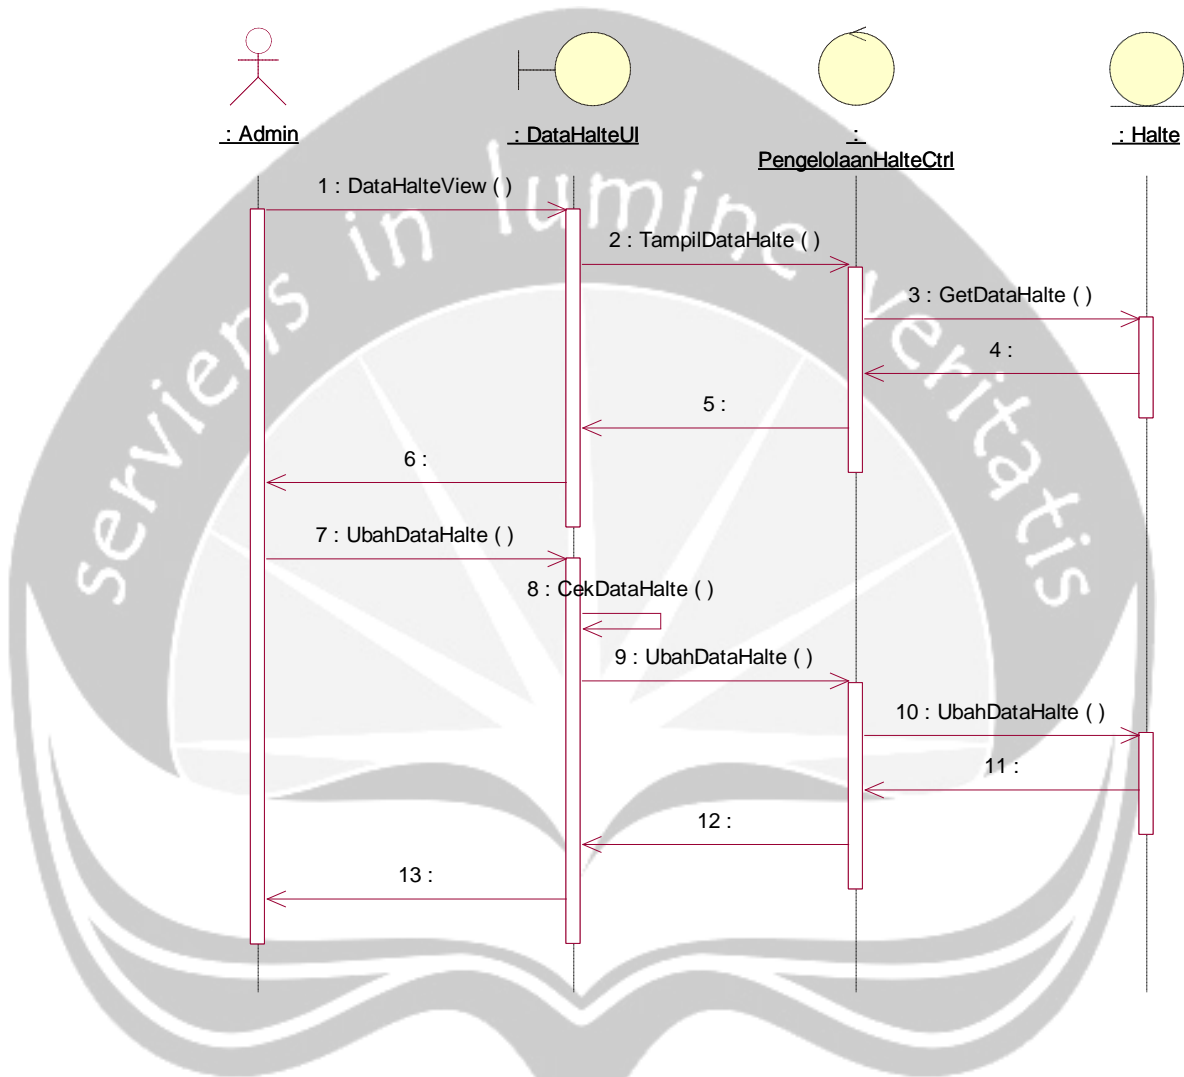 : Admin
: DataHalteUI
:
PengelolaanHalteCtrl
: Halte
1 : DataHalteView ( )
2 : TampilDataHalte ( )
3 : GetDataHalte ( )
4 :
5 :
6 :
7 : UbahDataHalte ( )
8 : CekDataHalte ( )
9 : UbahDataHalte ( )
10 : UbahDataHalte ( )
11 :
12 :
13 :
serviens in lumine veritatis